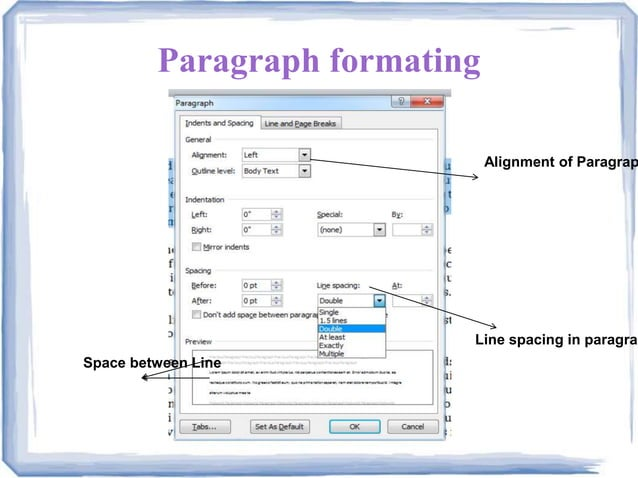 Paragraph formating
Paragraph
Indents and Spacing Line and Page Breaks
General
Alignment: Left
Alignment of Paragrap
Outline level: Body Text
Indentation
Left: 0" Special: By:
Right: 0" (none)
Mirror indents
Spacing
Before: 0 pt Line spacing: At:
After: 0 pt Double
Don't add space between paragra
Single
1.5 lines
Double
At least
Exactly
Multiple
Line spacing in paragra
Preview
Space between Line
Tabs... Set As Default OK Cancel